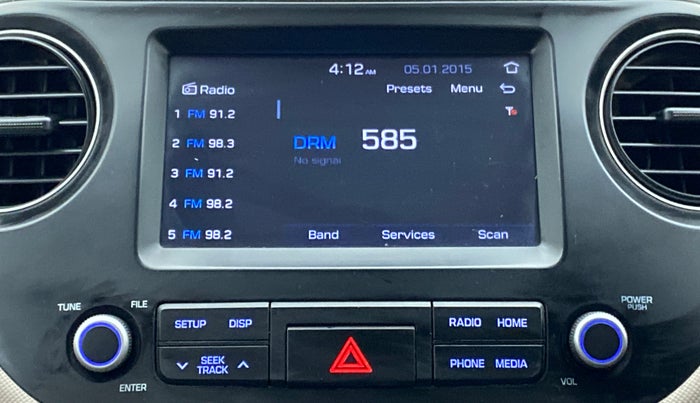 4:12 AM 05.01.2015
Radio Presets Menu
1 FM 91.2
2 FM 98.3
3 FM 91.2
4 FM 98.2
5 FM 98.2
DRM 585
No signal
Band Services Scan
TUNE FILE
ENTER
SETUP DISP
SEEK
TRACK
RADIO HOME
PHONE MEDIA
POWER
PUSH
VOL